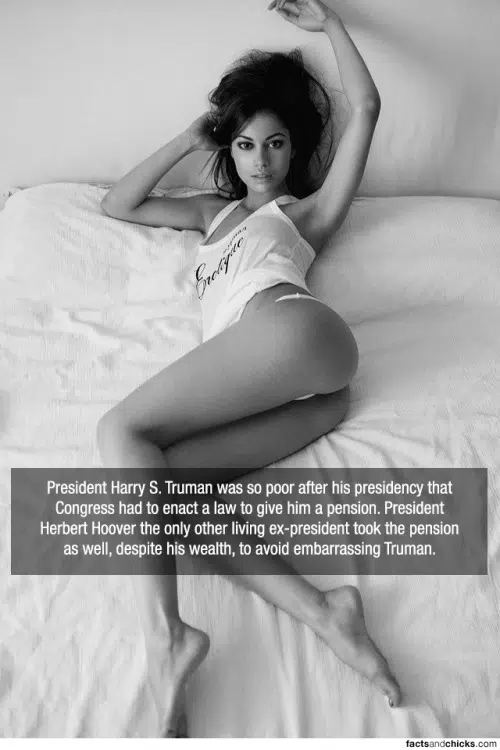 Erotique
President Harry S. Truman was so poor after his presidency that
Congress had to enact a law to give him a pension. President
Herbert Hoover the only other living ex-president took the pension
as well, despite his wealth, to avoid embarrassing Truman.
factsandchicks.com